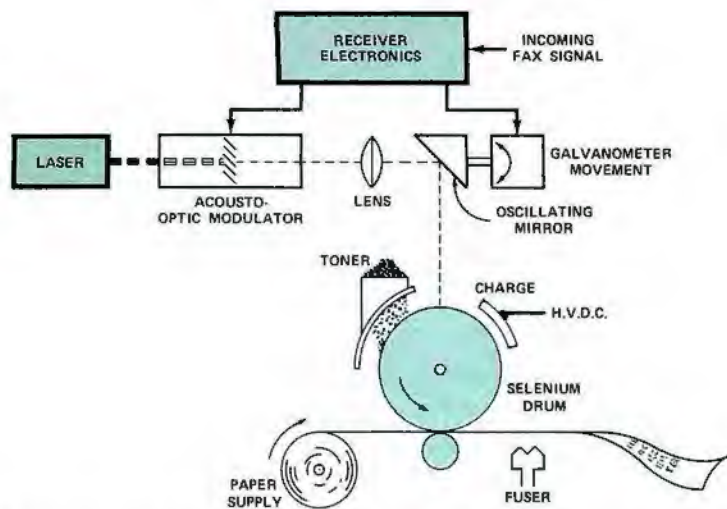 RECEIVER
ELECTRONICS
INCOMING
FAX SIGNAL
LASER
ACOUSTO-
OPTIC MODULATOR
LENS
GALVANOMETER
MOVEMENT
OSCILLATING
MIRROR
TONER
CHARGE
H.V.D.C.
SELENIUM
DRUM
PAPER
SUPPLY
FUSER